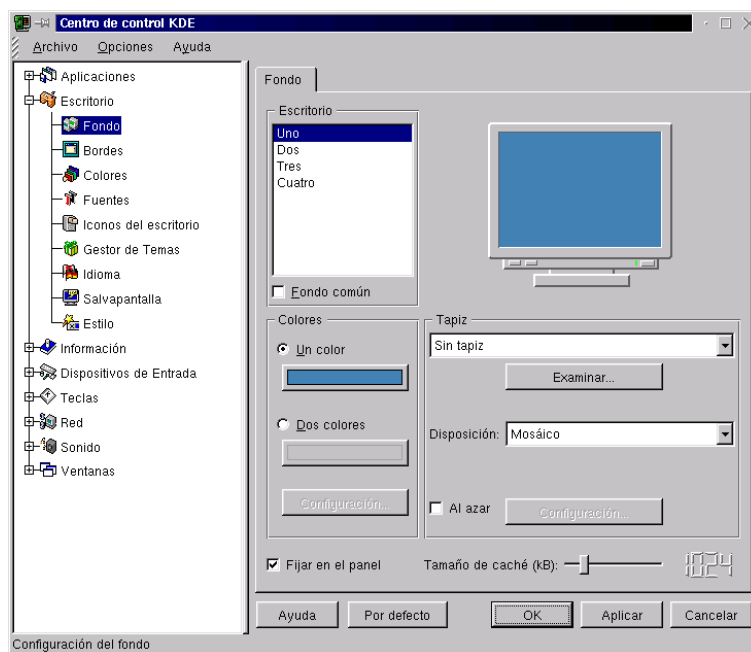 Centro de control KDE
Archivo Opciones Ayuda
Aplicaciones
Escritorio
Fondo
Bordes
Colores
Fuentes
Iconos del escritorio
Gestor de Temas
Idioma
Salvapantalla
Estilo
Información
Dispositivos de Entrada
Teclas
Red
Sonido
Ventanas
Fondo
Escritorio
Uno
Dos
Tres
Cuatro
Fondo común
Colores
Un color
Dos colores
Configuración...
Tapiz
Sin tapiz
Examinar...
Disposición: Mosáico
Al azar Configuración...
Fijar en el panel Tamaño de caché (kB): 1024
Ayuda Por defecto OK Aplicar Cancelar
Configuración del fondo